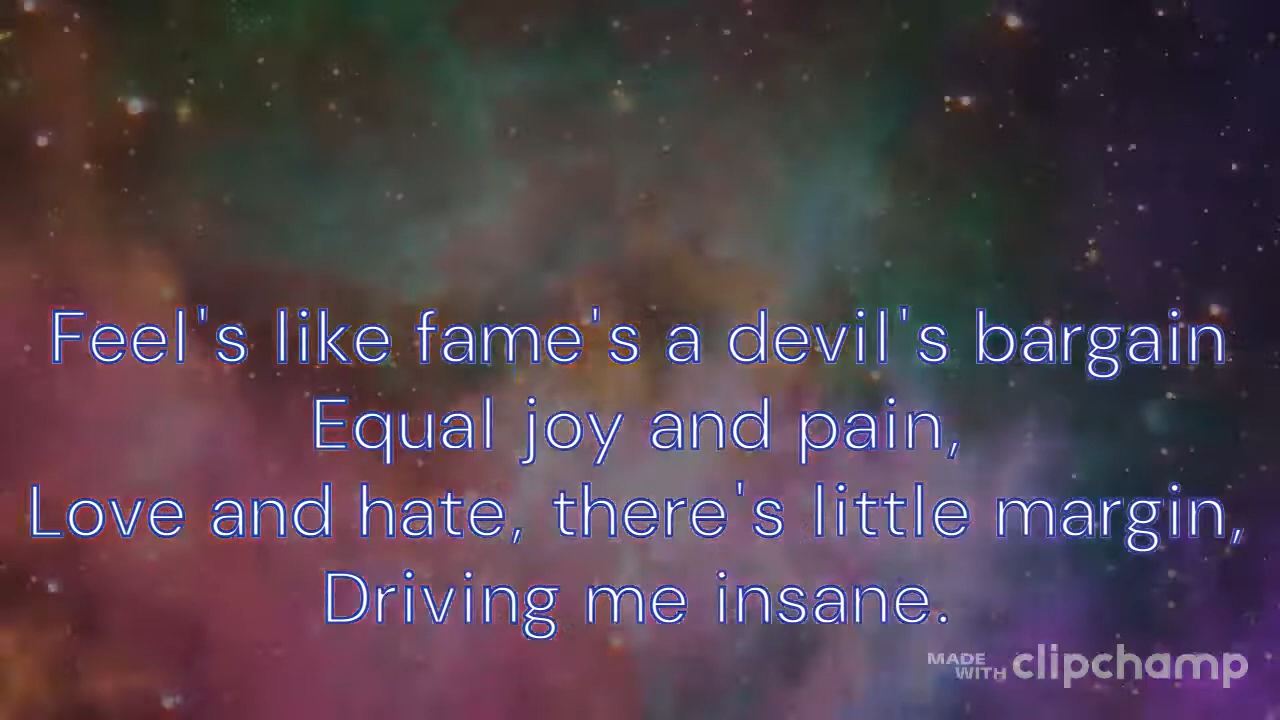 Feel's like fame's a devil's bargain
Equal joy and pain,
Love and hate, there's little margin,
Driving me insane.
MADE WITH clipchamp